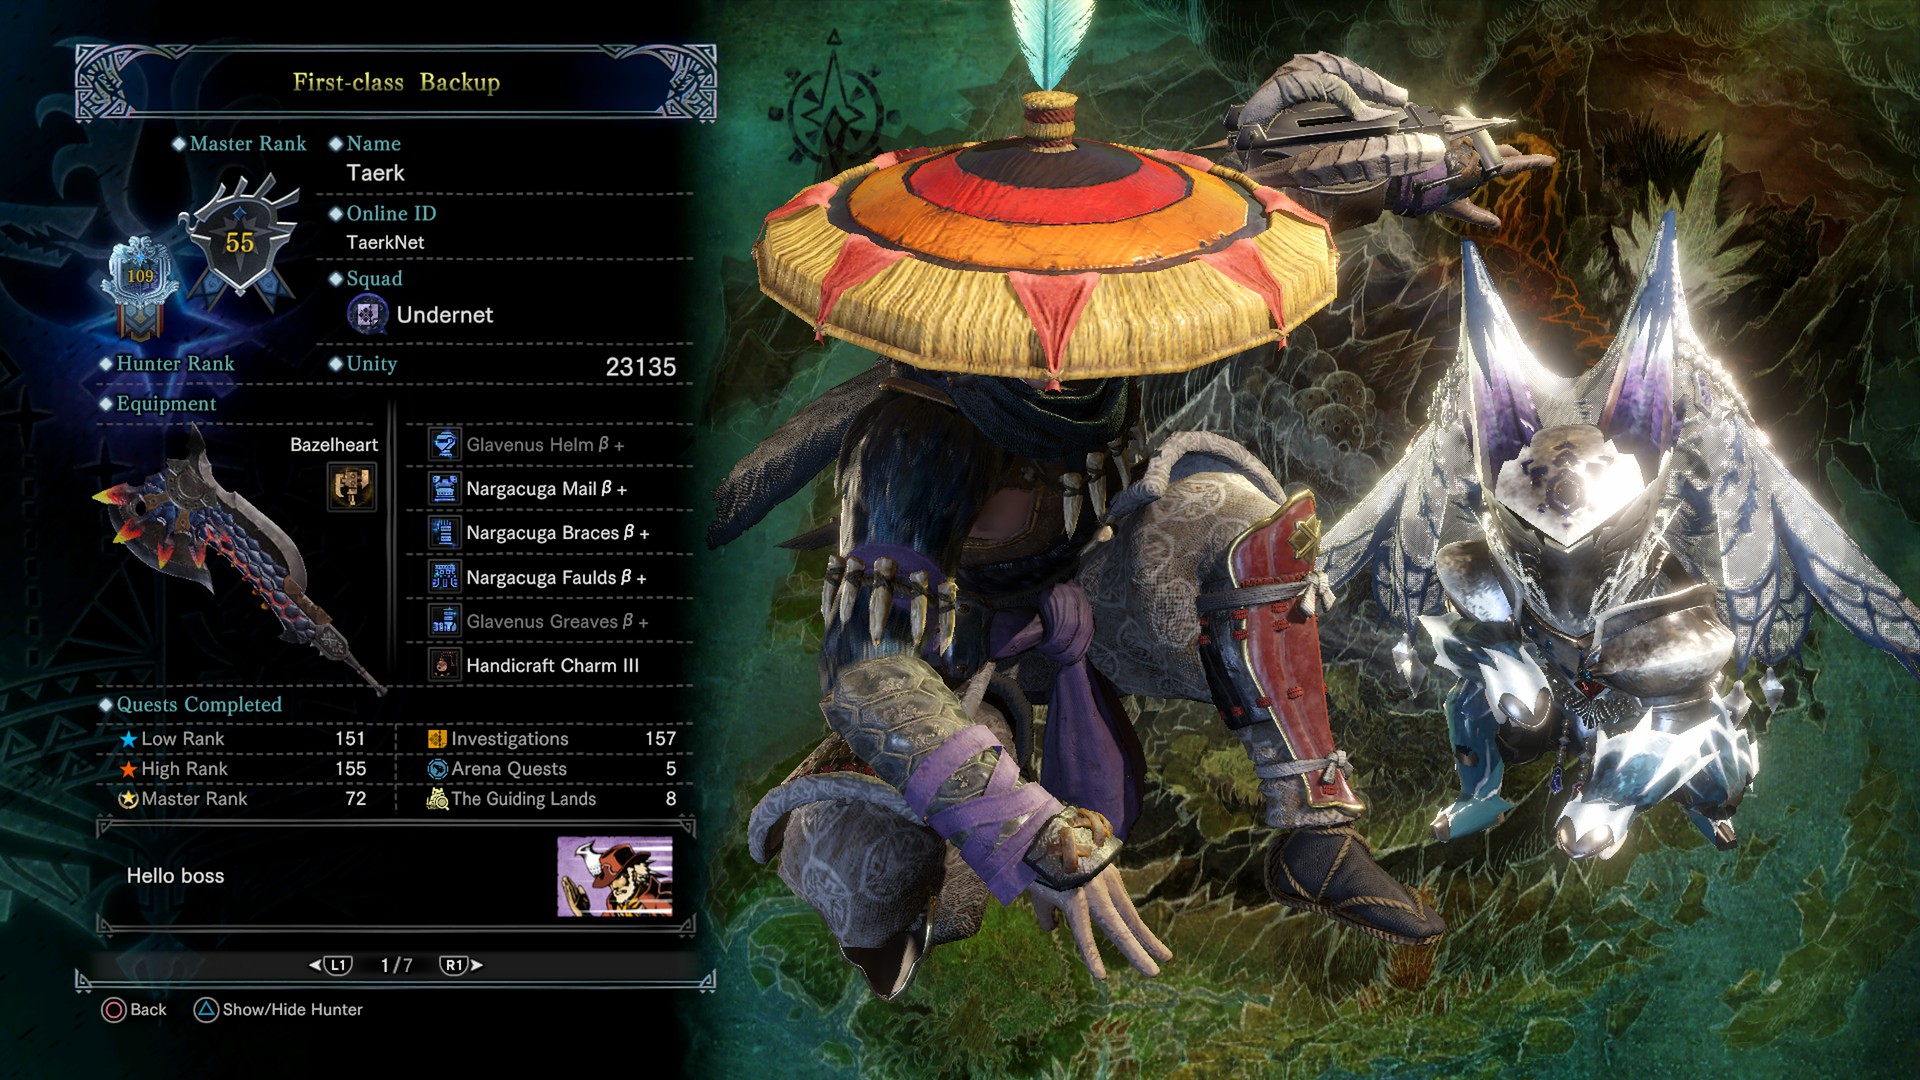 First-class Backup
Master Rank
55
109
Hunter Rank
Name
Taerk
Online ID
TaerkNet
Squad
Undernet
Unity 23135
Equipment
Bazelheart
Glavenus Helm β +
Nargacuga Mail β +
Nargacuga Braces β +
Nargacuga Faulds β +
Glavenus Greaves β +
Handicraft Charm III
Quests Completed
Low Rank 151
High Rank 155
Master Rank 72
Investigations 157
Arena Quests 5
The Guiding Lands 8
Hello boss
L1 1/7 R1
Back Show/Hide Hunter